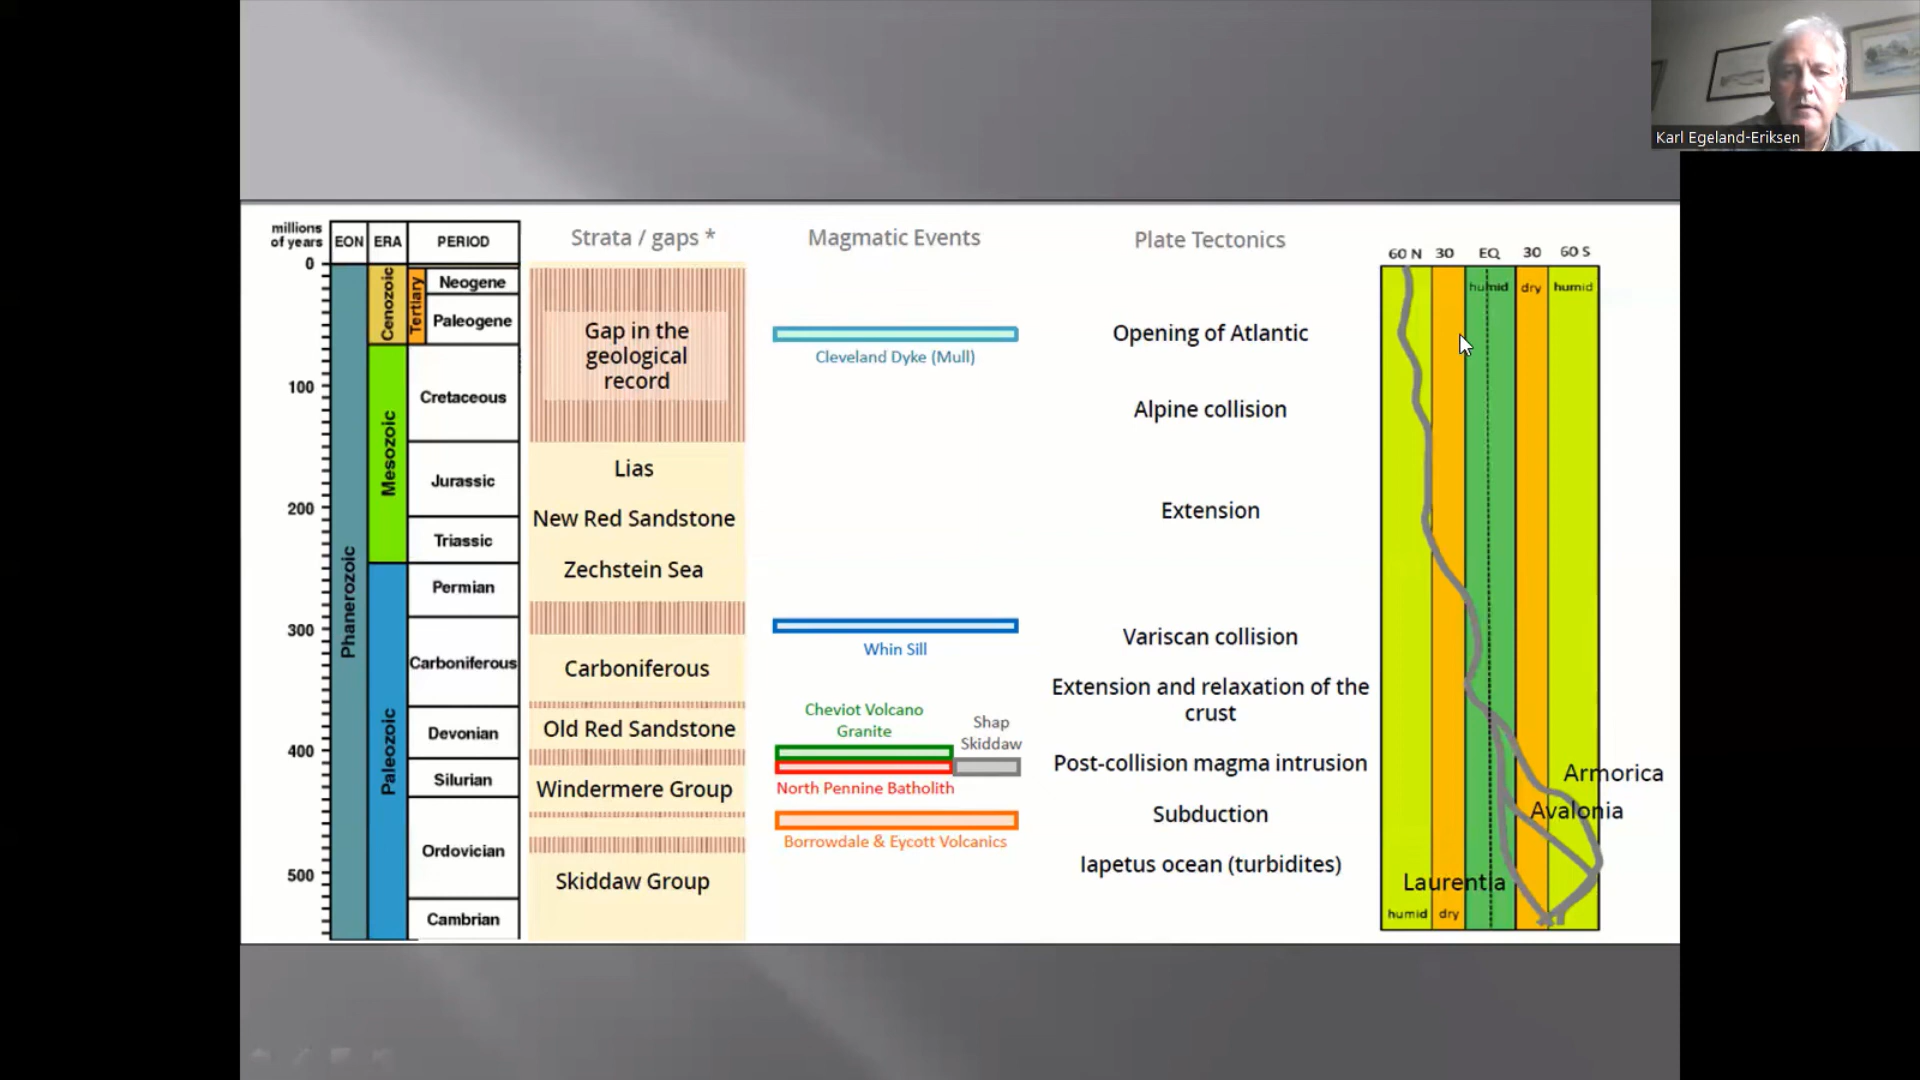 Karl Egeland-Eriksen
millions
of years
EON
ERA
PERIOD
Strata / gaps *
Magmatic Events
Plate Tectonics
60 N
30
EQ
30
60 S
0
100
200
300
400
500
Phanerozoic
Cenozoic
Mesozoic
Paleozoic
Tertiary
Neogene
Paleogene
Cretaceous
Jurassic
Triassic
Permian
Carboniferous
Devonian
Silurian
Ordovician
Cambrian
Gap in the
geological
record
Lias
New Red Sandstone
Zechstein Sea
Carboniferous
Old Red Sandstone
Windermere Group
Skiddaw Group
Cleveland Dyke (Mull)
Whin Sill
Cheviot Volcano
Granite
Shap
Skiddaw
North Pennine Batholith
Borrowdale & Eycott Volcanics
Opening of Atlantic
Alpine collision
Extension
Variscan collision
Extension and relaxation of the
crust
Post-collision magma intrusion
Subduction
Iapetus ocean (turbidites)
humid
dry
humid
Armorica
Avalonia
Laurentia
humid
dry